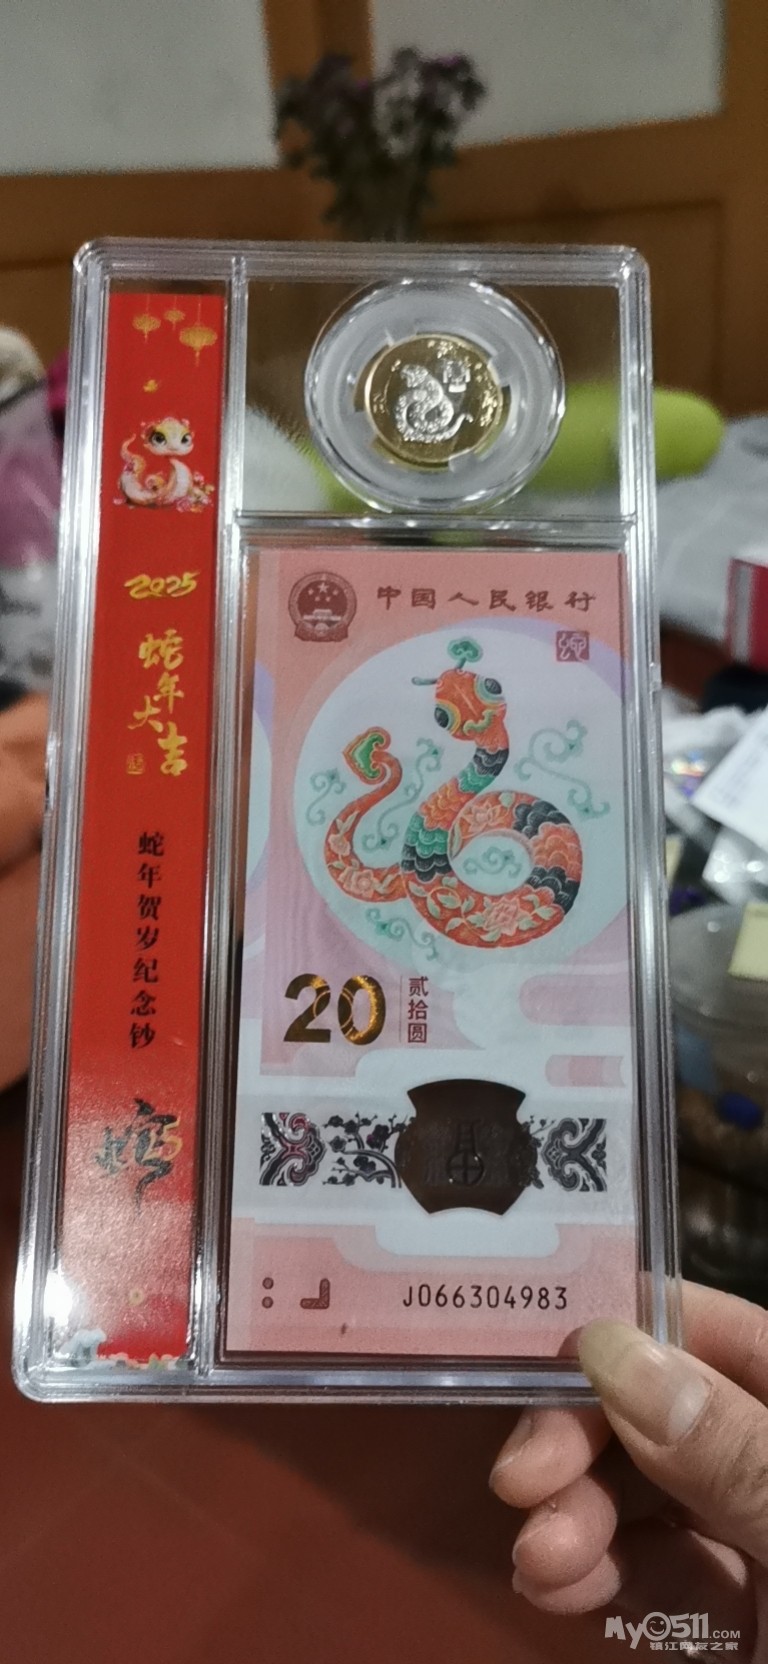 2025
蛇年大吉
蛇年贺岁纪念钞
蛇
中国人民银行
20
贰拾圆
J066304983
MyO511.COM
镇江网友之家